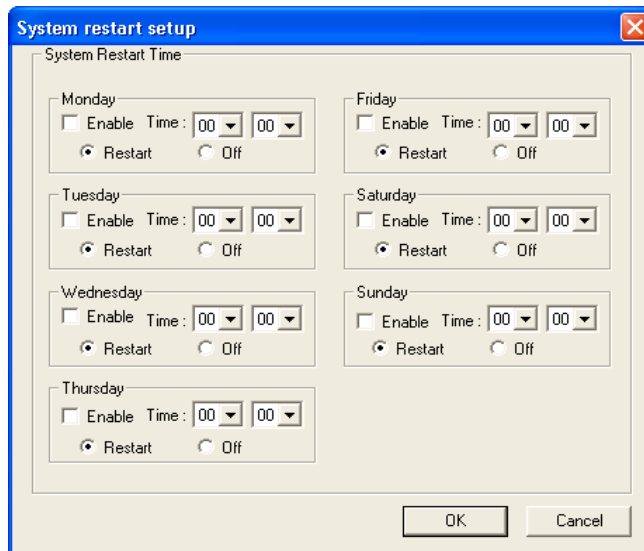 System restart setup
System Restart Time
Monday
Enable Time : 00 00
Restart Off
Tuesday
Enable Time : 00 00
Restart Off
Wednesday
Enable Time : 00 00
Restart Off
Thursday
Enable Time : 00 00
Restart Off
Friday
Enable Time : 00 00
Restart Off
Saturday
Enable Time : 00 00
Restart Off
Sunday
Enable Time : 00 00
Restart Off
OK Cancel